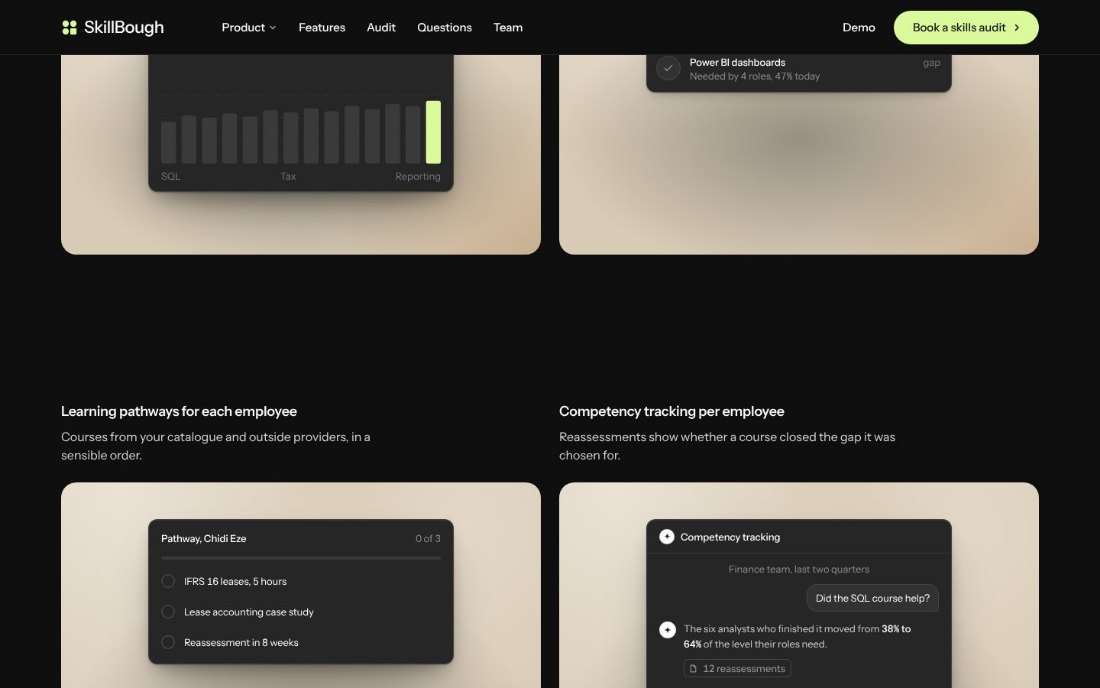 SkillBough
Product
Features
Audit
Questions
Team
Demo
Book a skills audit
SQL
Tax
Reporting
Power BI dashboards
gap
Needed by 4 roles, 47% today
Learning pathways for each employee
Courses from your catalogue and outside providers, in a
sensible order.
Competency tracking per employee
Reassessments show whether a course closed the gap it was
chosen for.
Pathway, Chidi Eze
0 of 3
IFRS 16 leases, 5 hours
Lease accounting case study
Reassessment in 8 weeks
Competency tracking
Finance team, last two quarters
Did the SQL course help?
The six analysts who finished it moved from 38% to
64% of the level their roles need.
12 reassessments